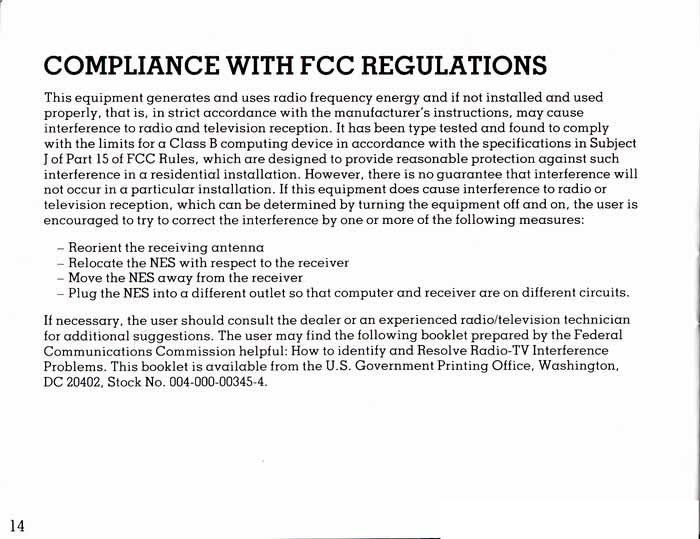 COMPLIANCE WITH FCC REGULATIONS
This equipment generates and uses radio frequency energy and if not installed and used
properly, that is, in strict accordance with the manufacturer's instructions, may cause
interference to radio and television reception. It has been type tested and found to comply
with the limits for a Class B computing device in accordance with the specifications in Subject
J of Part 15 of FCC Rules, which are designed to provide reasonable protection against such
interference in a residential installation. However, there is no guarantee that interference will
not occur in a particular installation. If this equipment does cause interference to radio or
television reception, which can be determined by turning the equipment off and on, the user is
encouraged to try to correct the interference by one or more of the following measures:
– Reorient the receiving antenna
– Relocate the NES with respect to the receiver
– Move the NES away from the receiver
– Plug the NES into a different outlet so that computer and receiver are on different circuits.
If necessary, the user should consult the dealer or an experienced radio/television technician
for additional suggestions. The user may find the following booklet prepared by the Federal
Communications Commission helpful: How to identify and Resolve Radio-TV Interference
Problems. This booklet is available from the U.S. Government Printing Office, Washington,
DC 20402, Stock No. 004-000-00345-4.
14